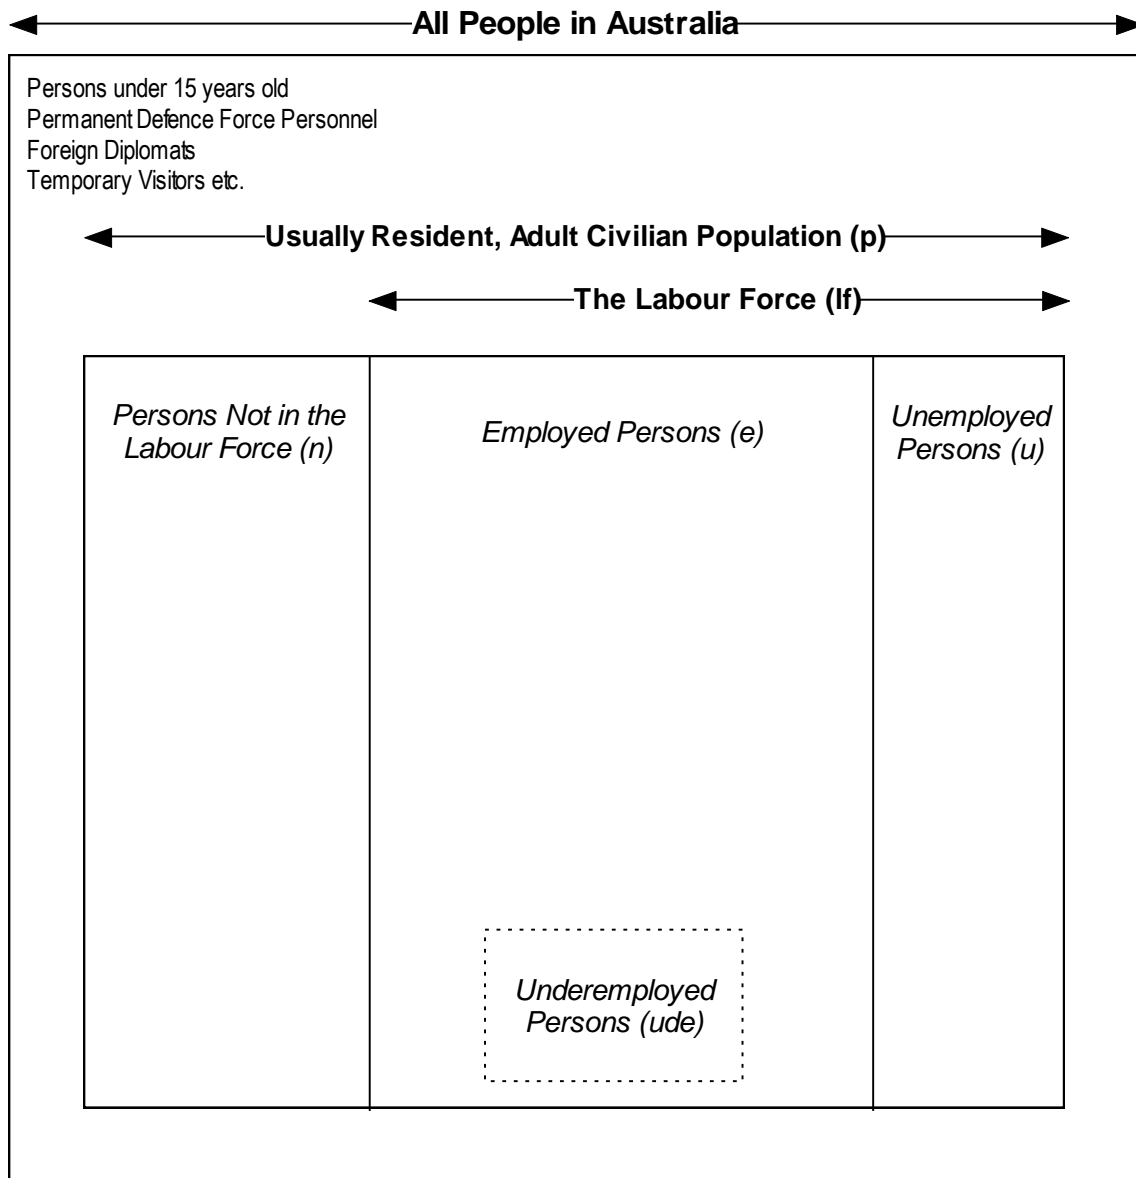 All People in Australia
Persons under 15 years old
Permanent Defence Force Personnel
Foreign Diplomats
Temporary Visitors etc.
Usually Resident, Adult Civilian Population (p)
The Labour Force (lf)
Persons Not in the
Labour Force (n)
Employed Persons (e)
Unemployed
Persons (u)
Underemployed
Persons (ude)